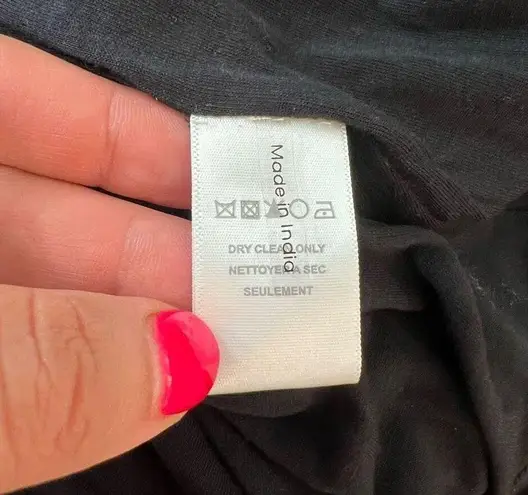 Made in India
DRY CLEAN ONLY
NETTOYER A SEC
SEULEMENT